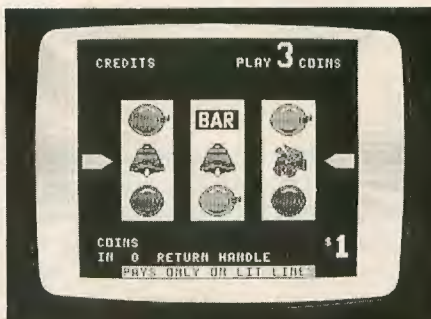 CREDITS PLAY 3 COINS
BAR
COINS
IN 0 RETURN HANDLE $1
PAYS ONLY ON LIT LINE